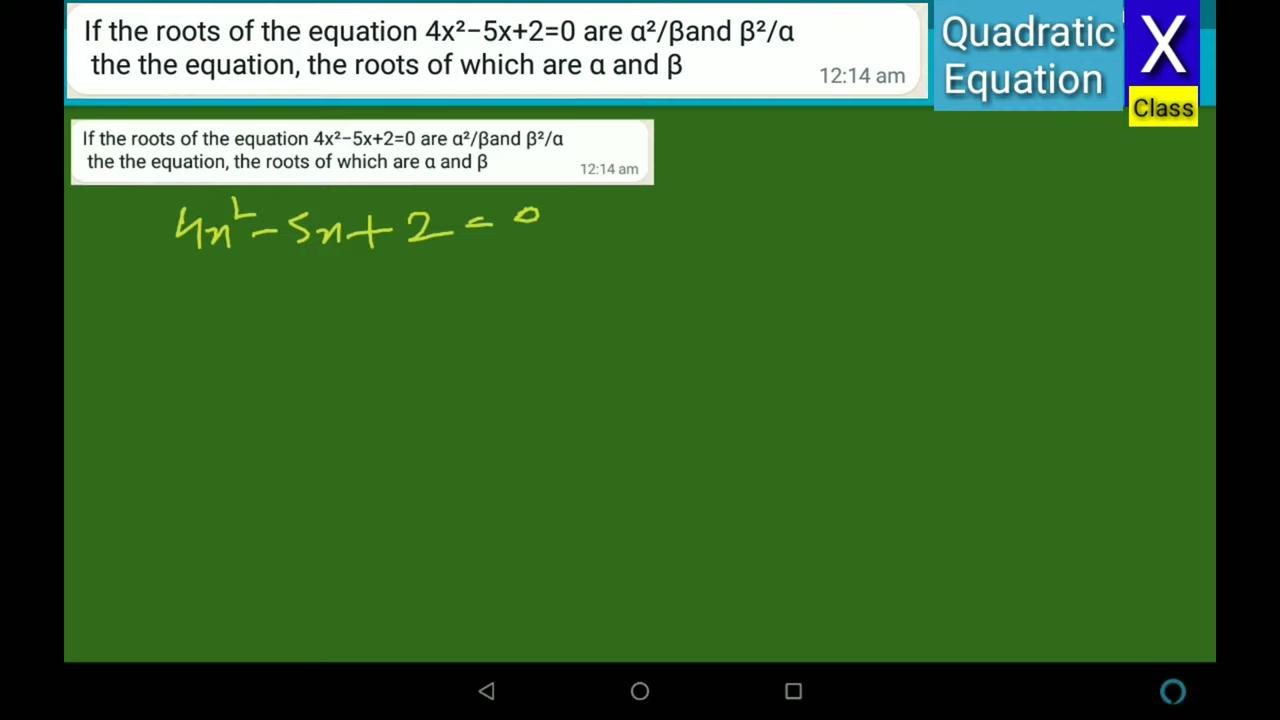 If the roots of the equation 4x²−5x+2=0 are α²/βand β²/α
the the equation, the roots of which are α and β
12:14 am
Quadratic
Equation
X
Class
If the roots of the equation 4x²−5x+2=0 are α²/βand β²/α
the the equation, the roots of which are α and β
12:14 am
4x² − 5x + 2 = 0